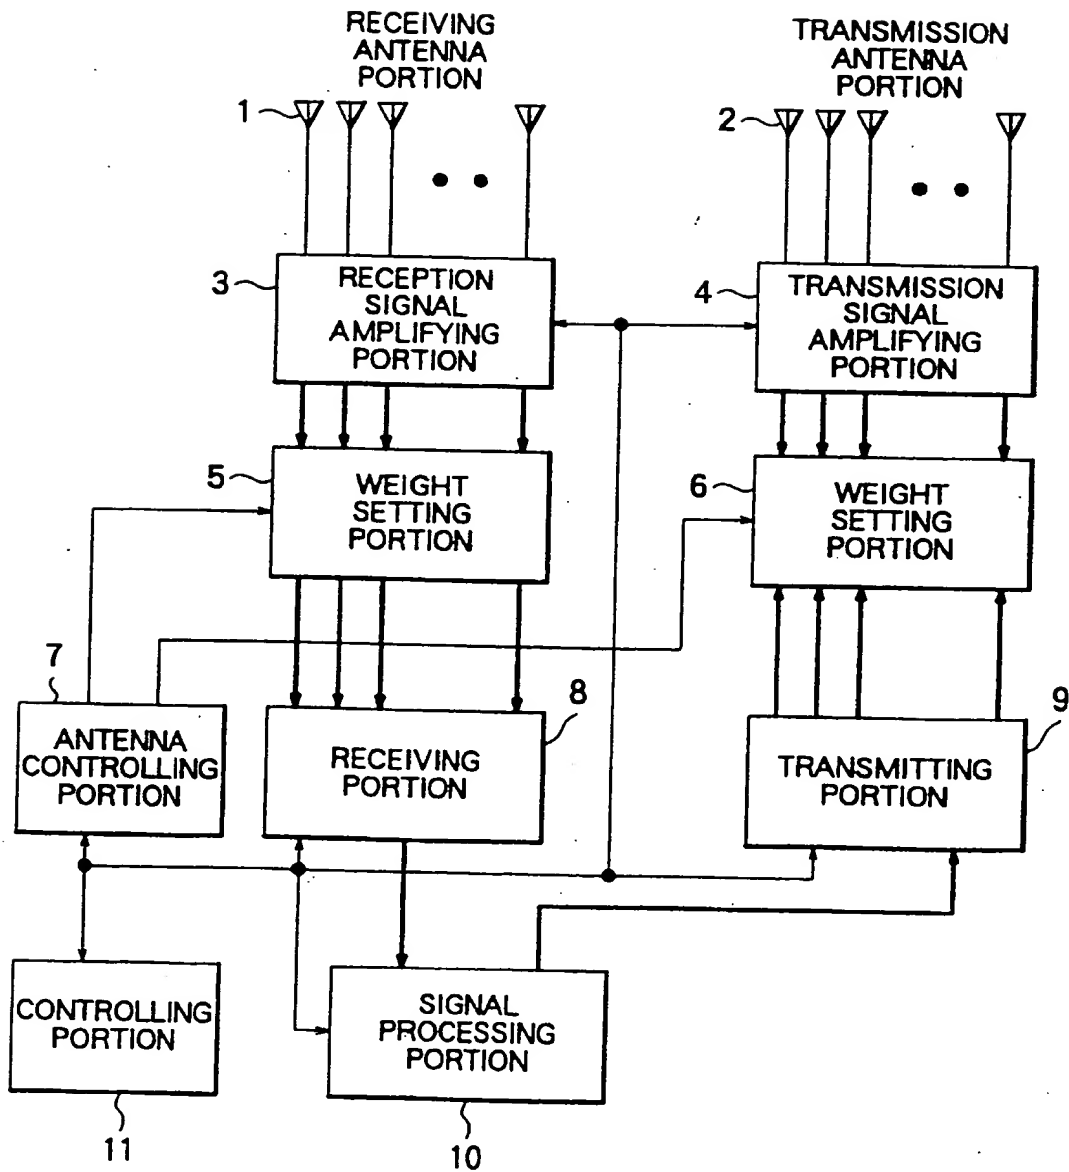 RECEIVING
ANTENNA
PORTION
TRANSMISSION
ANTENNA
PORTION
1
2
3
RECEPTION
SIGNAL
AMPLIFYING
PORTION
4
TRANSMISSION
SIGNAL
AMPLIFYING
PORTION
5
WEIGHT
SETTING
PORTION
6
WEIGHT
SETTING
PORTION
7
ANTENNA
CONTROLLING
PORTION
8
RECEIVING
PORTION
9
TRANSMITTING
PORTION
CONTROLLING
PORTION
11
SIGNAL
PROCESSING
PORTION
10